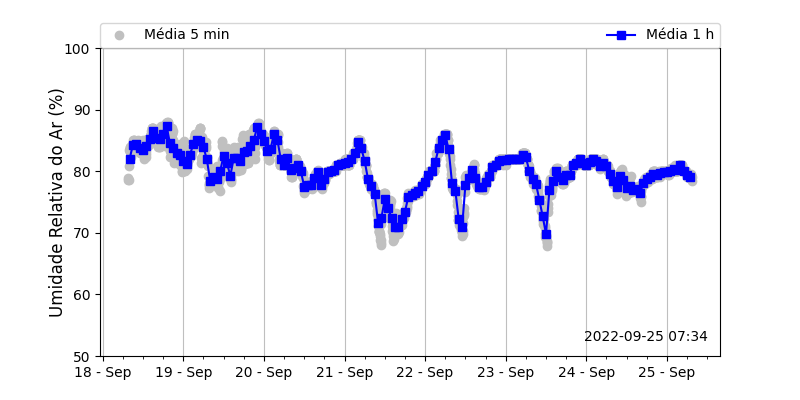 Média 5 min
Média 1 h
Umidade Relativa do Ar (%)
100
90
80
70
60
50
2022-09-25 07:34
18 - Sep
19 - Sep
20 - Sep
21 - Sep
22 - Sep
23 - Sep
24 - Sep
25 - Sep